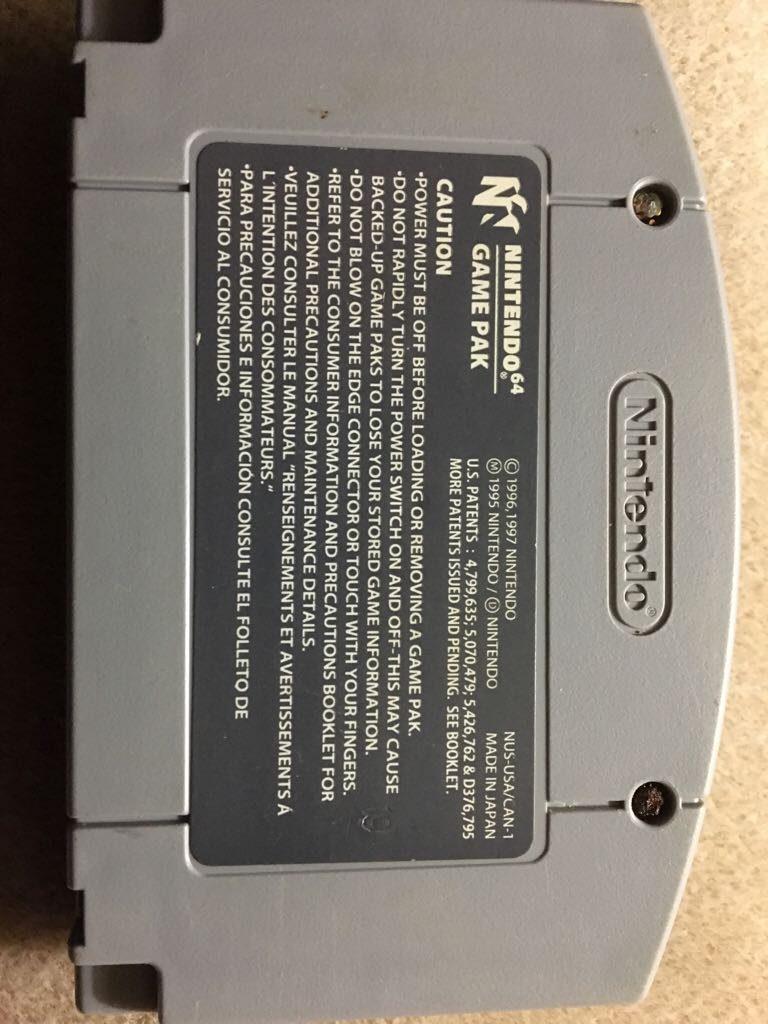 Nintendo®
NINTENDO®64
GAME PAK
© 1996,1997 NINTENDO
Ⓜ 1995 NINTENDO / Ⓓ NINTENDO
NUS-USA/CAN-1
MADE IN JAPAN
U.S. PATENTS : 4,799,635; 5,070,479; 5,426,762 & D376,795
MORE PATENTS ISSUED AND PENDING. SEE BOOKLET.
CAUTION
•POWER MUST BE OFF BEFORE LOADING OR REMOVING A GAME PAK.
•DO NOT RAPIDLY TURN THE POWER SWITCH ON AND OFF-THIS MAY CAUSE
BACKED-UP GAME PAKS TO LOSE YOUR STORED GAME INFORMATION.
•DO NOT BLOW ON THE EDGE CONNECTOR OR TOUCH WITH YOUR FINGERS.
•REFER TO THE CONSUMER INFORMATION AND PRECAUTIONS BOOKLET FOR
ADDITIONAL PRECAUTIONS AND MAINTENANCE DETAILS.
•VEUILLEZ CONSULTER LE MANUAL "RENSEIGNEMENTS ET AVERTISSEMENTS À
L'INTENTION DES CONSOMMATEURS."
•PARA PRECAUCIONES E INFORMACIÓN CONSULTE EL FOLLETO DE
SERVICIO AL CONSUMIDOR.